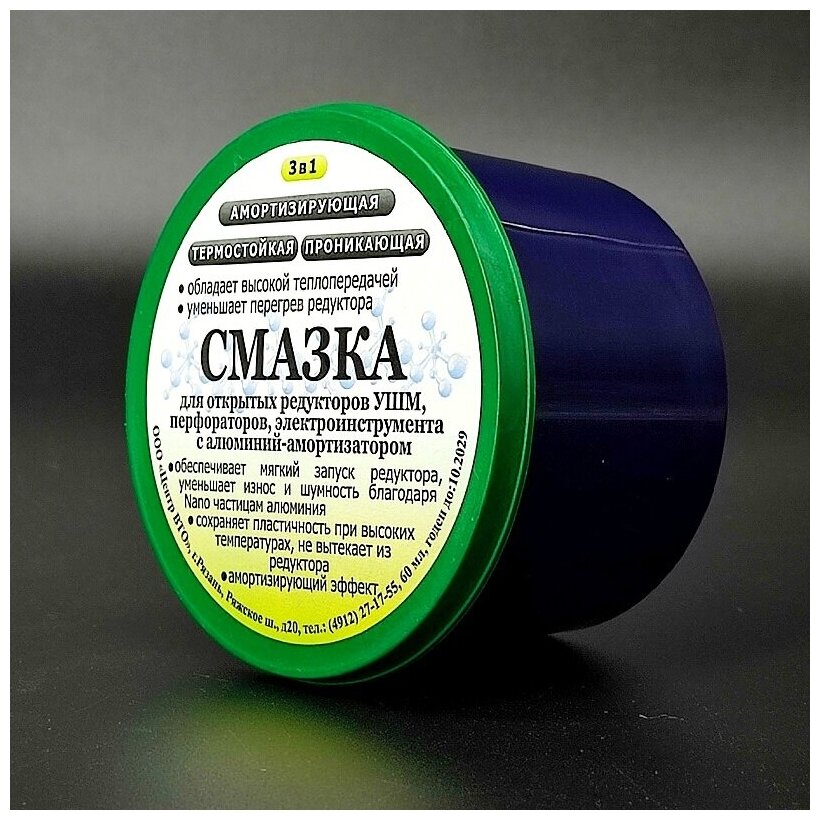 3в1
АМОРТИЗИРУЮЩАЯ
ТЕРМОСТОЙКАЯ ПРОНИКАЮЩАЯ
• обладает высокой теплопередачей
• уменьшает перегрев редуктора
СМАЗКА
для открытых редукторов УШМ,
перфораторов, электроинструмента
с алюминий-амортизатором
•обеспечивает мягкий запуск редуктора,
уменьшает износ и шумность благодаря
Nano частицам алюминия
•сохраняет пластичность при высоких
температурах, не вытекает из
редуктора
•амортизирующий эффект
ООО «Центр ВТО», г.Рязань, Ряжское ш., д20, тел.: (4912) 27-17-55, 60 мл, годен до:10.2029